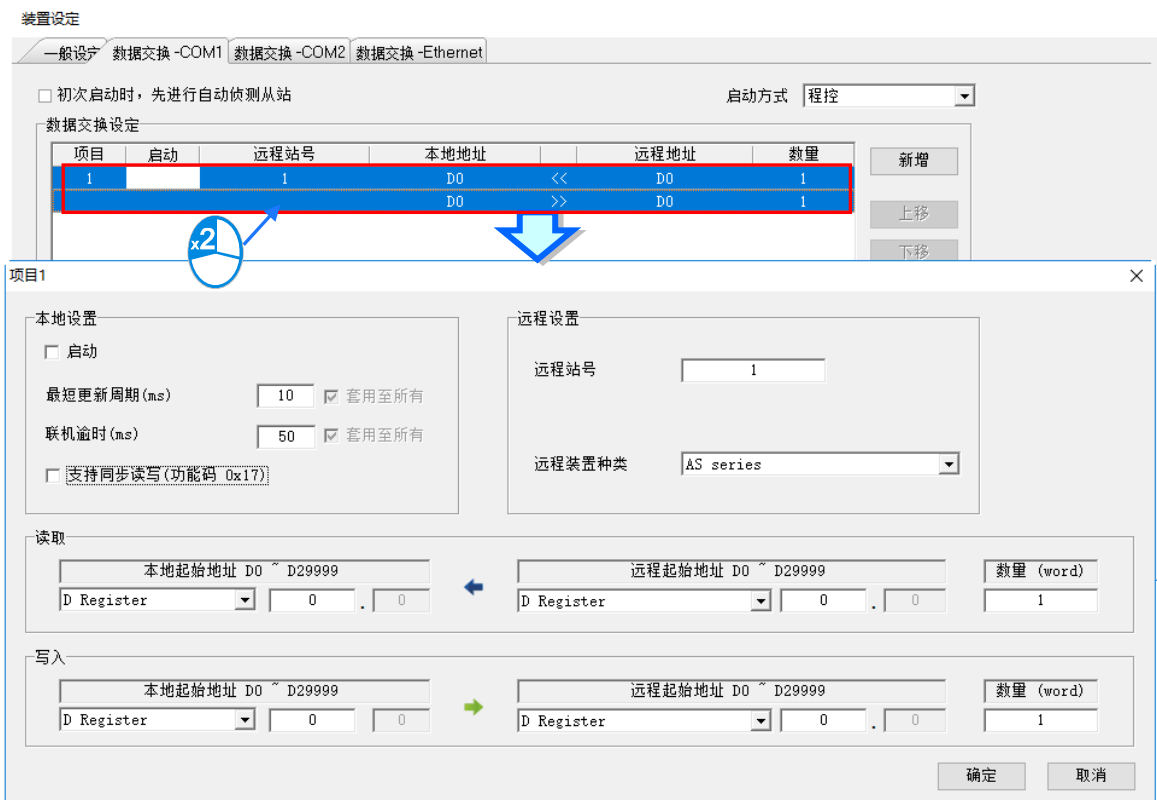 装置设定
一般设定 数据交换 -COM1 数据交换 -COM2 数据交换 -Ethernet
初次启动时，先进行自动侦测从站 启动方式 程控
数据交换设定
项目 启动 远程站号 本地地址 远程地址 数量 新增
1 1 D0 << D0 1
D0 >> D0 1 上移
x2 下移
项目1
本地设置 远程设置
启动
远程站号 1
最短更新周期(ms) 10 套用至所有
联机逾时(ms) 50 套用至所有
远程装置种类 AS series
支持同步读写(功能码 0x17)
读取
本地起始地址 D0 ~ D29999 远程起始地址 D0 ~ D29999 数量 (word)
D Register 0 . 0 D Register 0 . 0 1
写入
本地起始地址 D0 ~ D29999 远程起始地址 D0 ~ D29999 数量 (word)
D Register 0 0 D Register 0 . 0 1
确定 取消